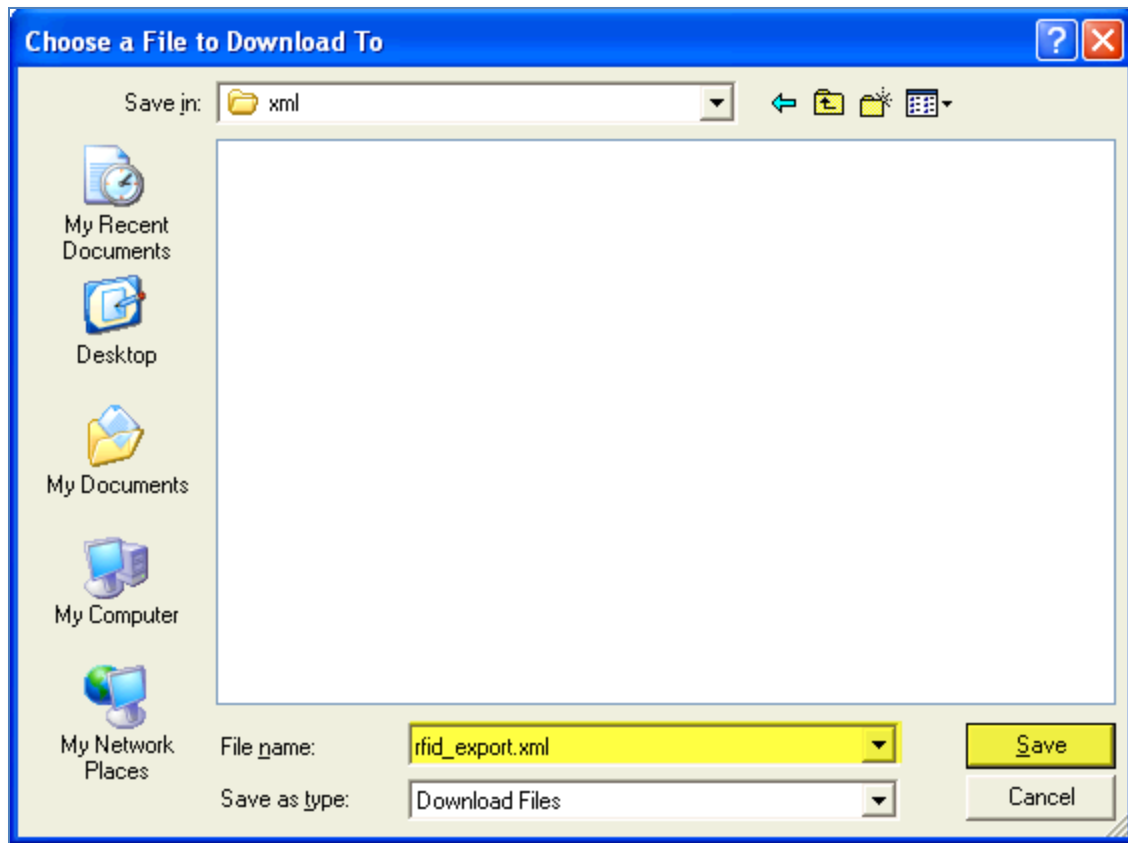 Choose a File to Download To
Save in:
xml
My Recent
Documents
Desktop
My Documents
My Computer
My Network
Places
File name:
rfid_export.xml
Save
Save as type:
Download Files
Cancel